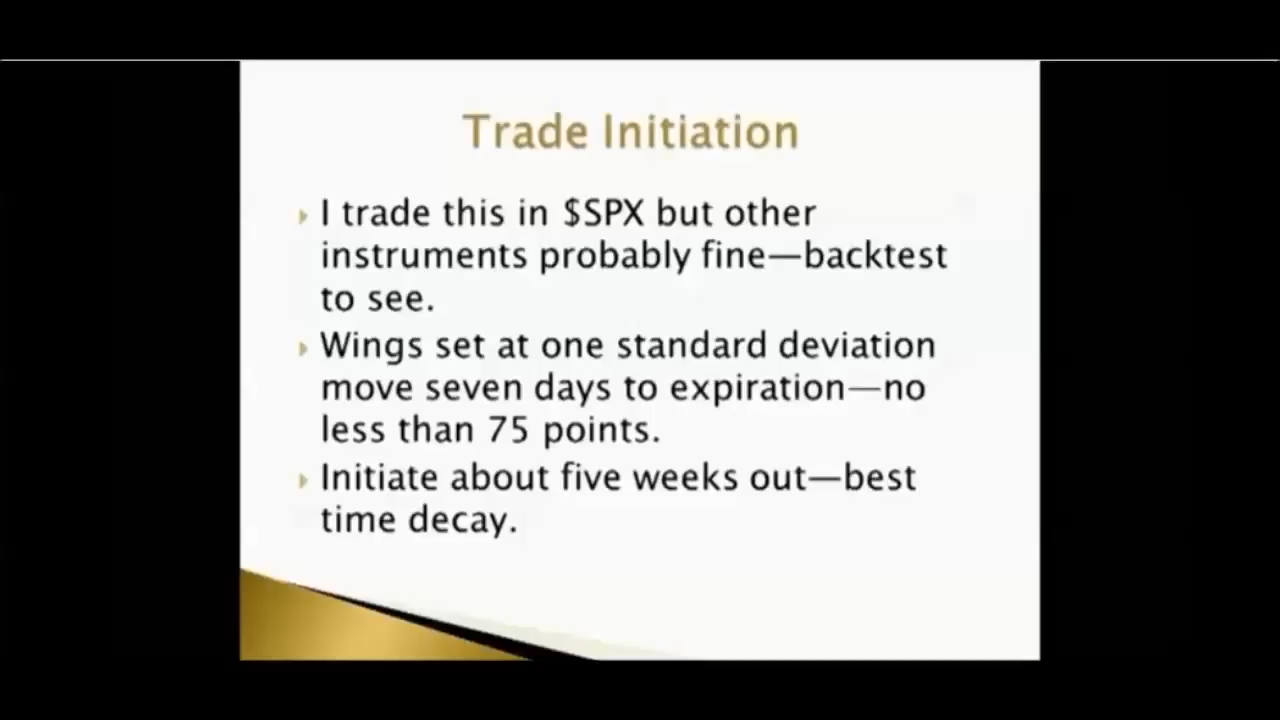 Trade Initiation
I trade this in $SPX but other
instruments probably fine—backtest
to see.
Wings set at one standard deviation
move seven days to expiration—no
less than 75 points.
Initiate about five weeks out—best
time decay.